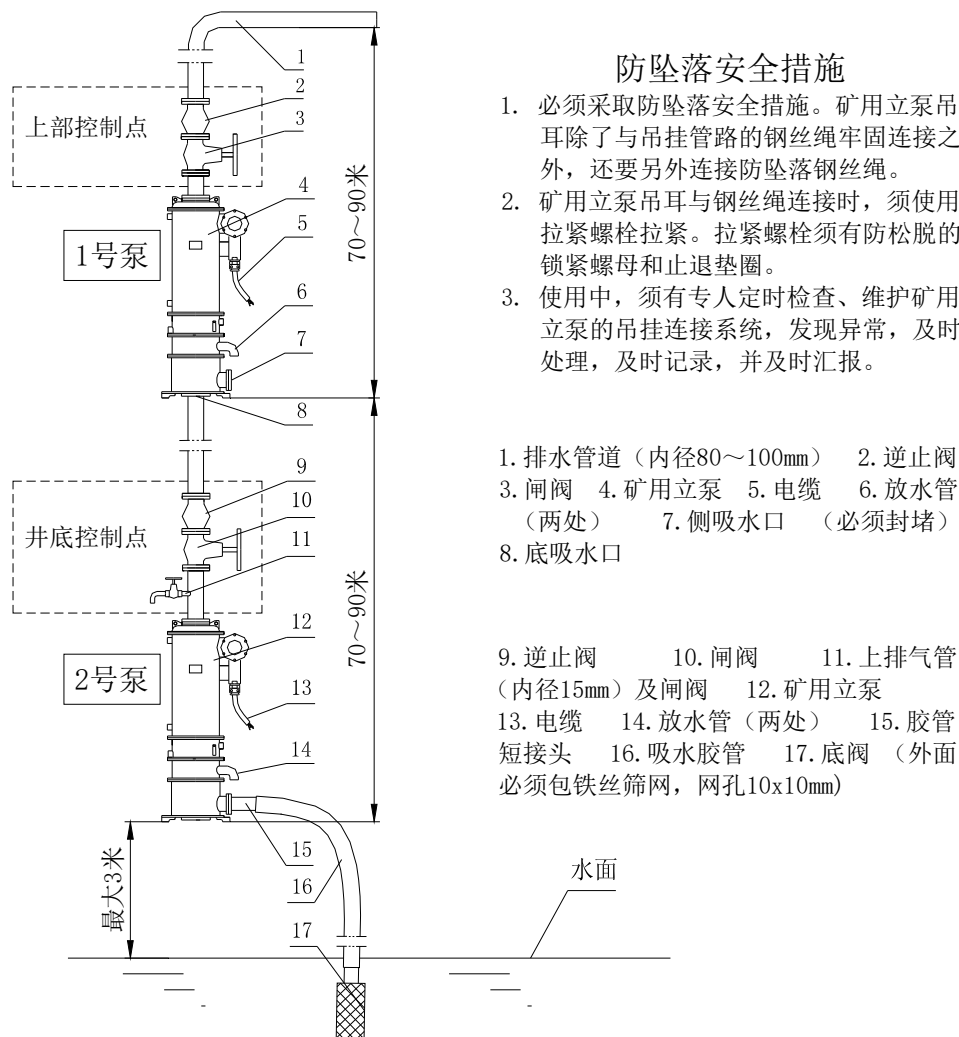 防坠落安全措施
1. 必须采取防坠落安全措施。矿用立泵吊
耳除了与吊挂管路的钢丝绳牢固连接之
外，还要另外连接防坠落钢丝绳。
2. 矿用立泵吊耳与钢丝绳连接时，须使用
拉紧螺栓拉紧。拉紧螺栓须有防松脱的
锁紧螺母和止退垫圈。
3. 使用中，须有专人定时检查、维护矿用
立泵的吊挂连接系统，发现异常，及时
处理，及时记录，并及时汇报。
1.排水管道（内径80～100mm） 2.逆止阀
3.闸阀 4.矿用立泵 5.电缆 6.放水管
（两处） 7.侧吸水口 （必须封堵）
8.底吸水口
9.逆止阀 10.闸阀 11.上排气管
（内径15mm）及闸阀 12.矿用立泵
13.电缆 14.放水管（两处） 15.胶管
短接头 16.吸水胶管 17.底阀 （外面
必须包铁丝筛网，网孔10x10mm)
1
2
上部控制点
3
4
70～90米
5
1号泵
6
7
8
9
10
井底控制点
11
12
70～90米
2号泵
13
14
15
最大3米
16
水面
17